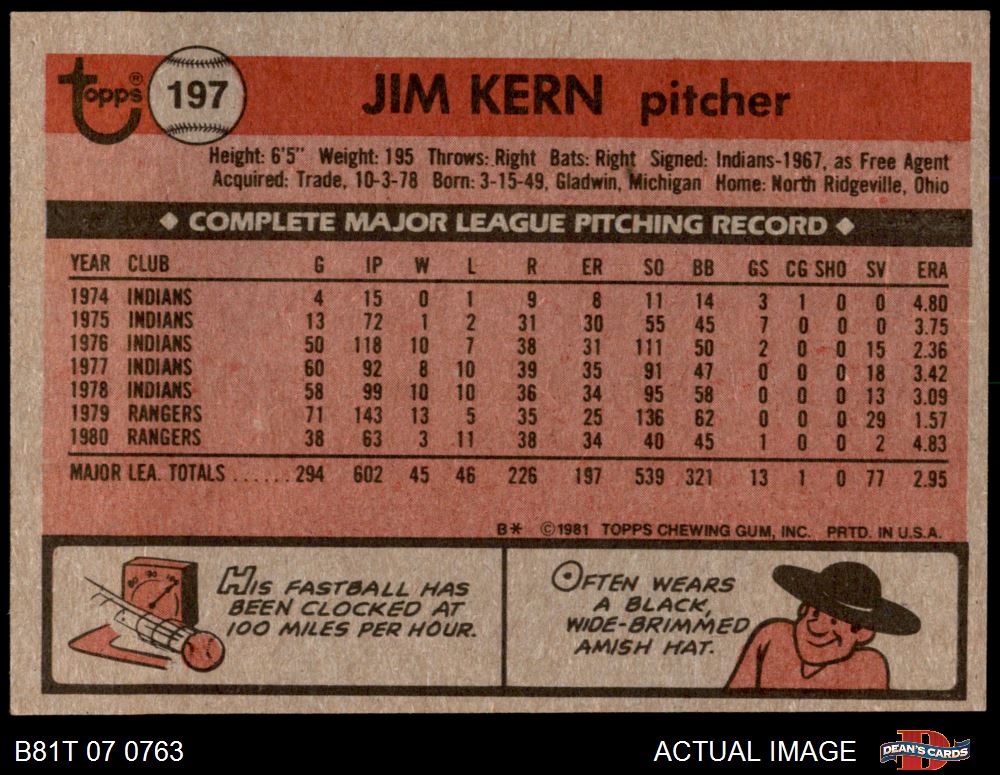 Topps® 197 JIM KERN pitcher
Height: 6'5" Weight: 195 Throws: Right Bats: Right Signed: Indians-1967, as Free Agent
Acquired: Trade, 10-3-78 Born: 3-15-49, Gladwin, Michigan Home: North Ridgeville, Ohio
◆ COMPLETE MAJOR LEAGUE PITCHING RECORD ◆
YEAR CLUB G IP W L R ER SO BB GS CG SHO SV ERA
1974 INDIANS 4 15 0 1 9 8 11 14 3 1 0 0 4.80
1975 INDIANS 13 72 1 2 31 30 55 45 7 0 0 0 3.75
1976 INDIANS 50 118 10 7 38 31 111 50 2 0 0 15 2.36
1977 INDIANS 60 92 8 10 39 35 91 47 0 0 0 18 3.42
1978 INDIANS 58 99 10 10 36 34 95 58 0 0 0 13 3.09
1979 RANGERS 71 143 13 5 35 25 136 62 0 0 0 29 1.57
1980 RANGERS 38 63 3 11 38 34 40 45 1 0 0 2 4.83
MAJOR LEA. TOTALS ...... 294 602 45 46 226 197 539 321 13 1 0 77 2.95
B* ©1981 TOPPS CHEWING GUM, INC. PRTD. IN U.S.A.
80 90 100
HIS FASTBALL HAS
BEEN CLOCKED AT
100 MILES PER HOUR.
OFTEN WEARS
A BLACK,
WIDE-BRIMMED
AMISH HAT.
B81T 07 0763 ACTUAL IMAGE DEAN'S CARDS